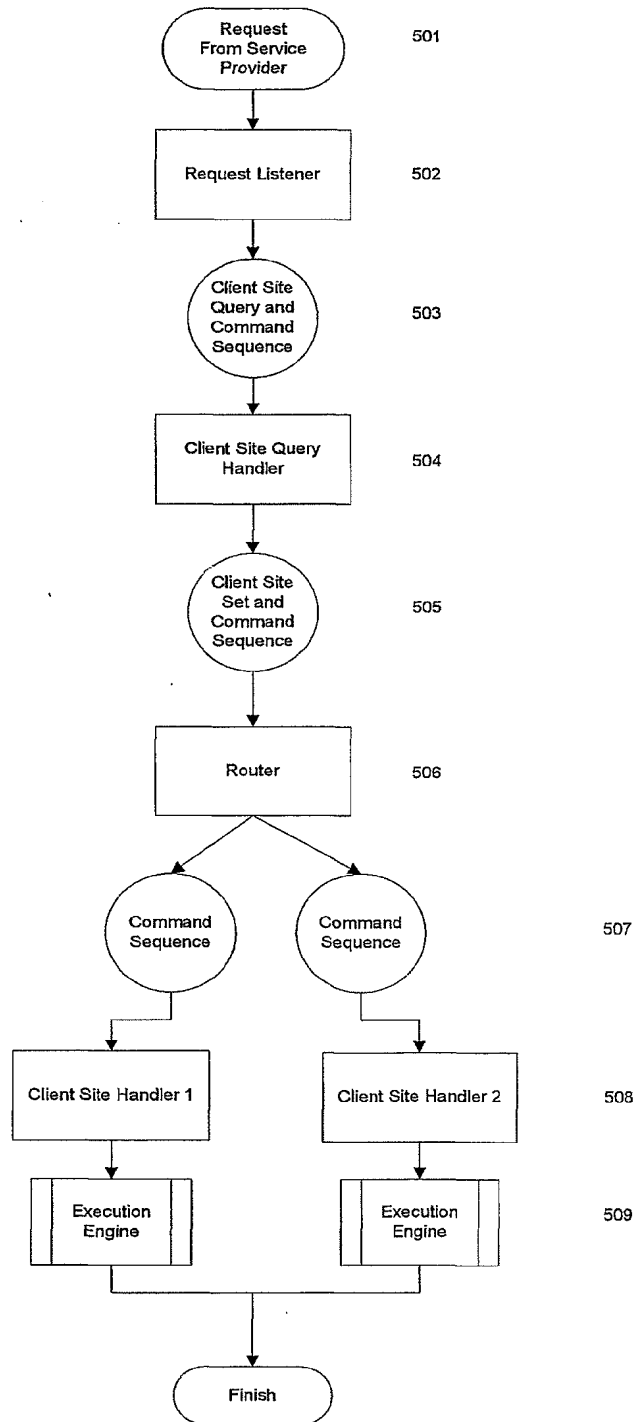 Request
From Service
Provider
501
Request Listener
502
Client Site
Query and
Command
Sequence
503
Client Site Query
Handler
504
Client Site
Set and
Command
Sequence
505
Router
506
Command
Sequence
Command
Sequence
507
Client Site Handler 1
Client Site Handler 2
508
Execution
Engine
Execution
Engine
509
Finish